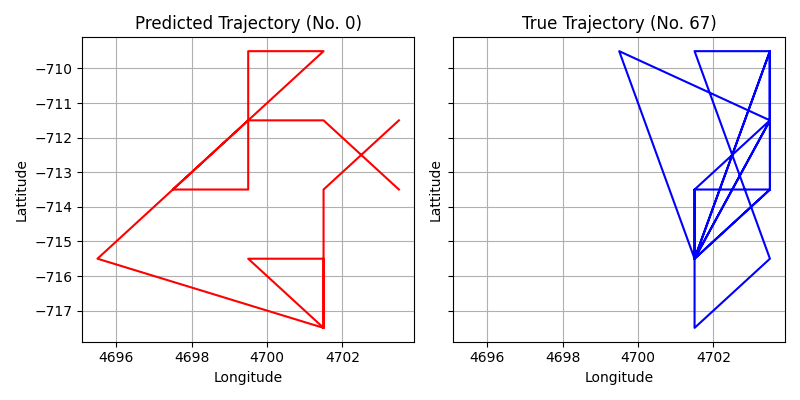 Predicted Trajectory (No. 0)
True Trajectory (No. 67)
−710
−711
−712
−713
−714
−715
−716
−717
Lattitude
Lattitude
4696
4698
4700
4702
4696
4698
4700
4702
Longitude
Longitude